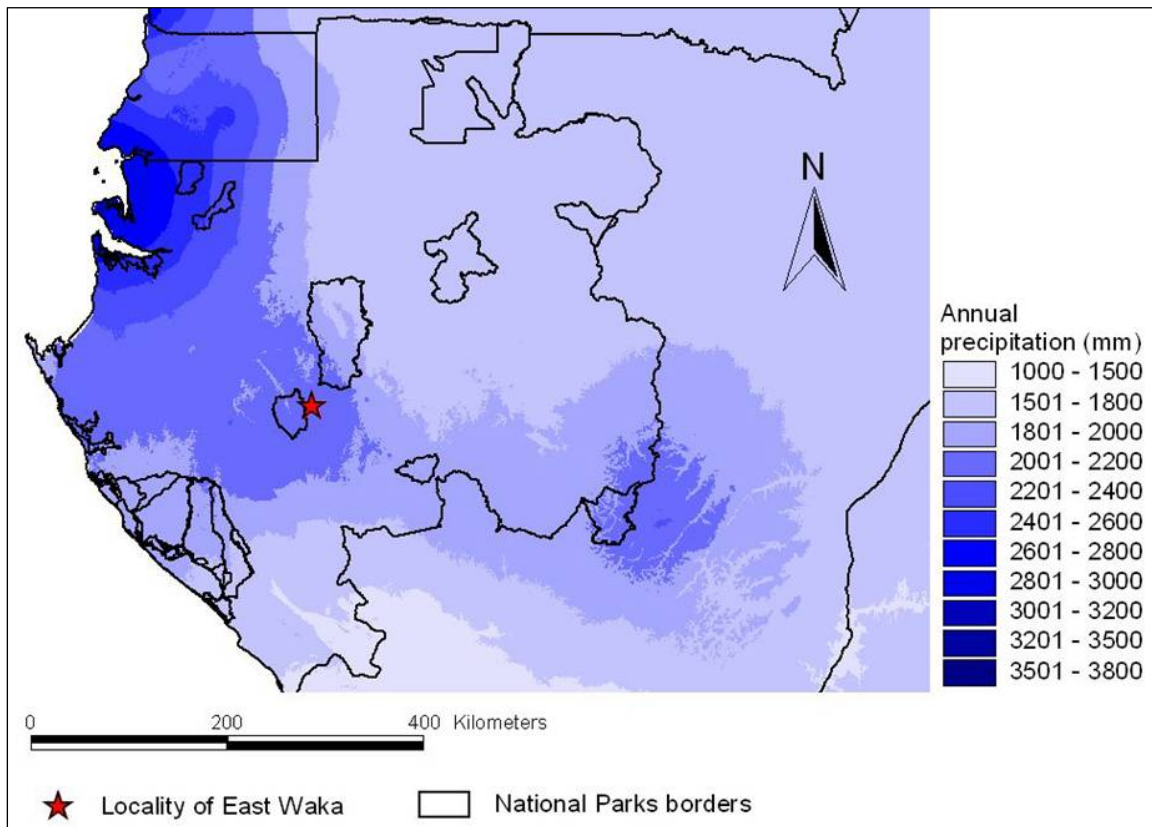 N
Annual
precipitation (mm)
1000 - 1500
1501 - 1800
1801 - 2000
2001 - 2200
2201 - 2400
2401 - 2600
2601 - 2800
2801 - 3000
3001 - 3200
3201 - 3500
3501 - 3800
0 200 400 Kilometers
Locality of East Waka National Parks borders